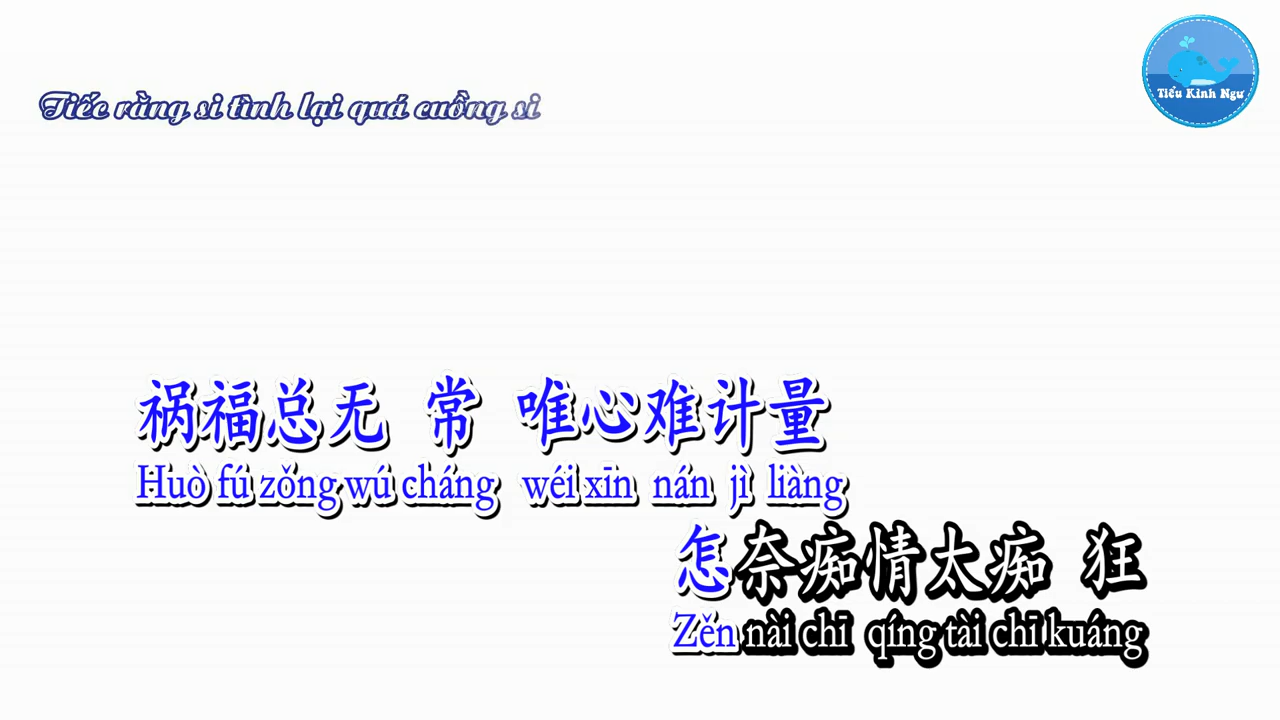 Tiếc rằng si tình lại quá cuồng si
Tiểu Kình Ngư
祸福总无 常 唯心难计量
Huò fú zǒng wú cháng wéi xīn nán jì liàng
怎奈痴情太痴 狂
Zěn nài chī qíng tài chī kuáng